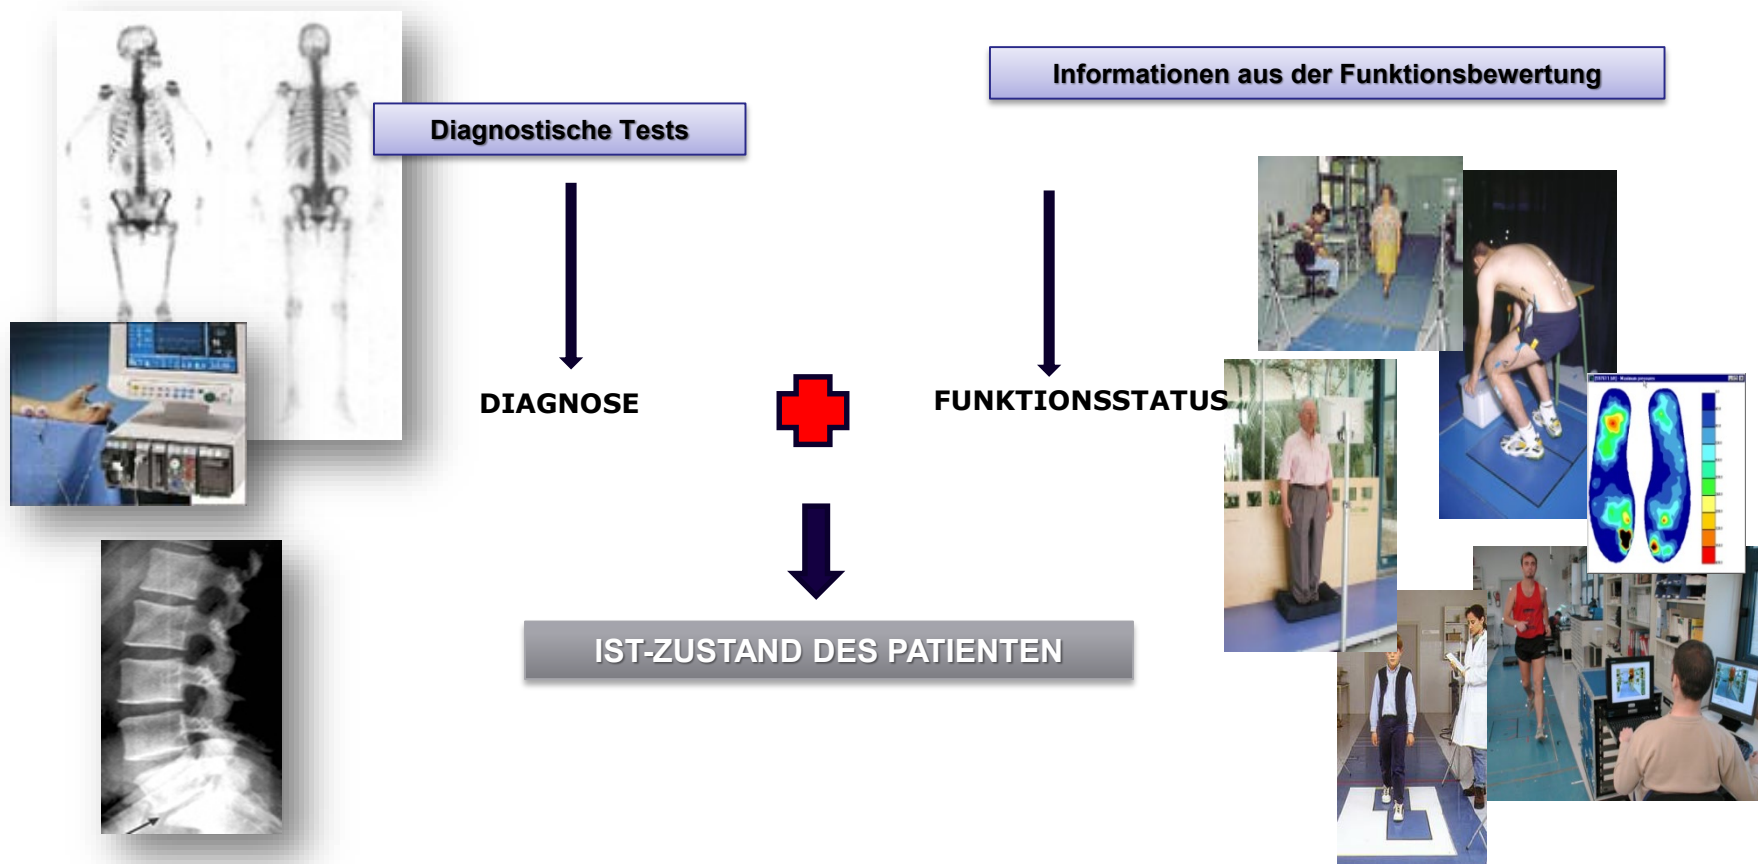 Informationen aus der Funktionsbewertung
Diagnostische Tests
DIAGNOSE
FUNKTIONSSTATUS
IST-ZUSTAND DES PATIENTEN